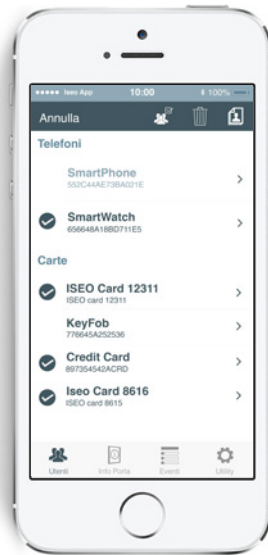 Iseo App 10:00 100%
Annulla
Telefoni
SmartPhone
552C44AE73BA021E
SmartWatch
656648A18BD711E5
Carte
ISEO Card 12311
ISEO card 12311
KeyFob
776645A252536
Credit Card
897354542ACRD
Iseo Card 8616
ISEO card 8615
Utenti Info Porta Eventi Utility